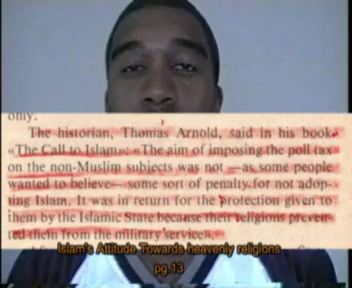 only.
The historian, Thomas Arnold, said in his book
«The Call to Islam»: «The aim of imposing the poll tax
on the non-Muslim subjects was not —as some people
wanted to believe— some sort of penalty for not adop-
ting Islam. It was in return for the protection given to
them by the Islamic State because their religions preven-
ted them from the military service».
Islam's Attitude Towards heavenly religions
pg.13